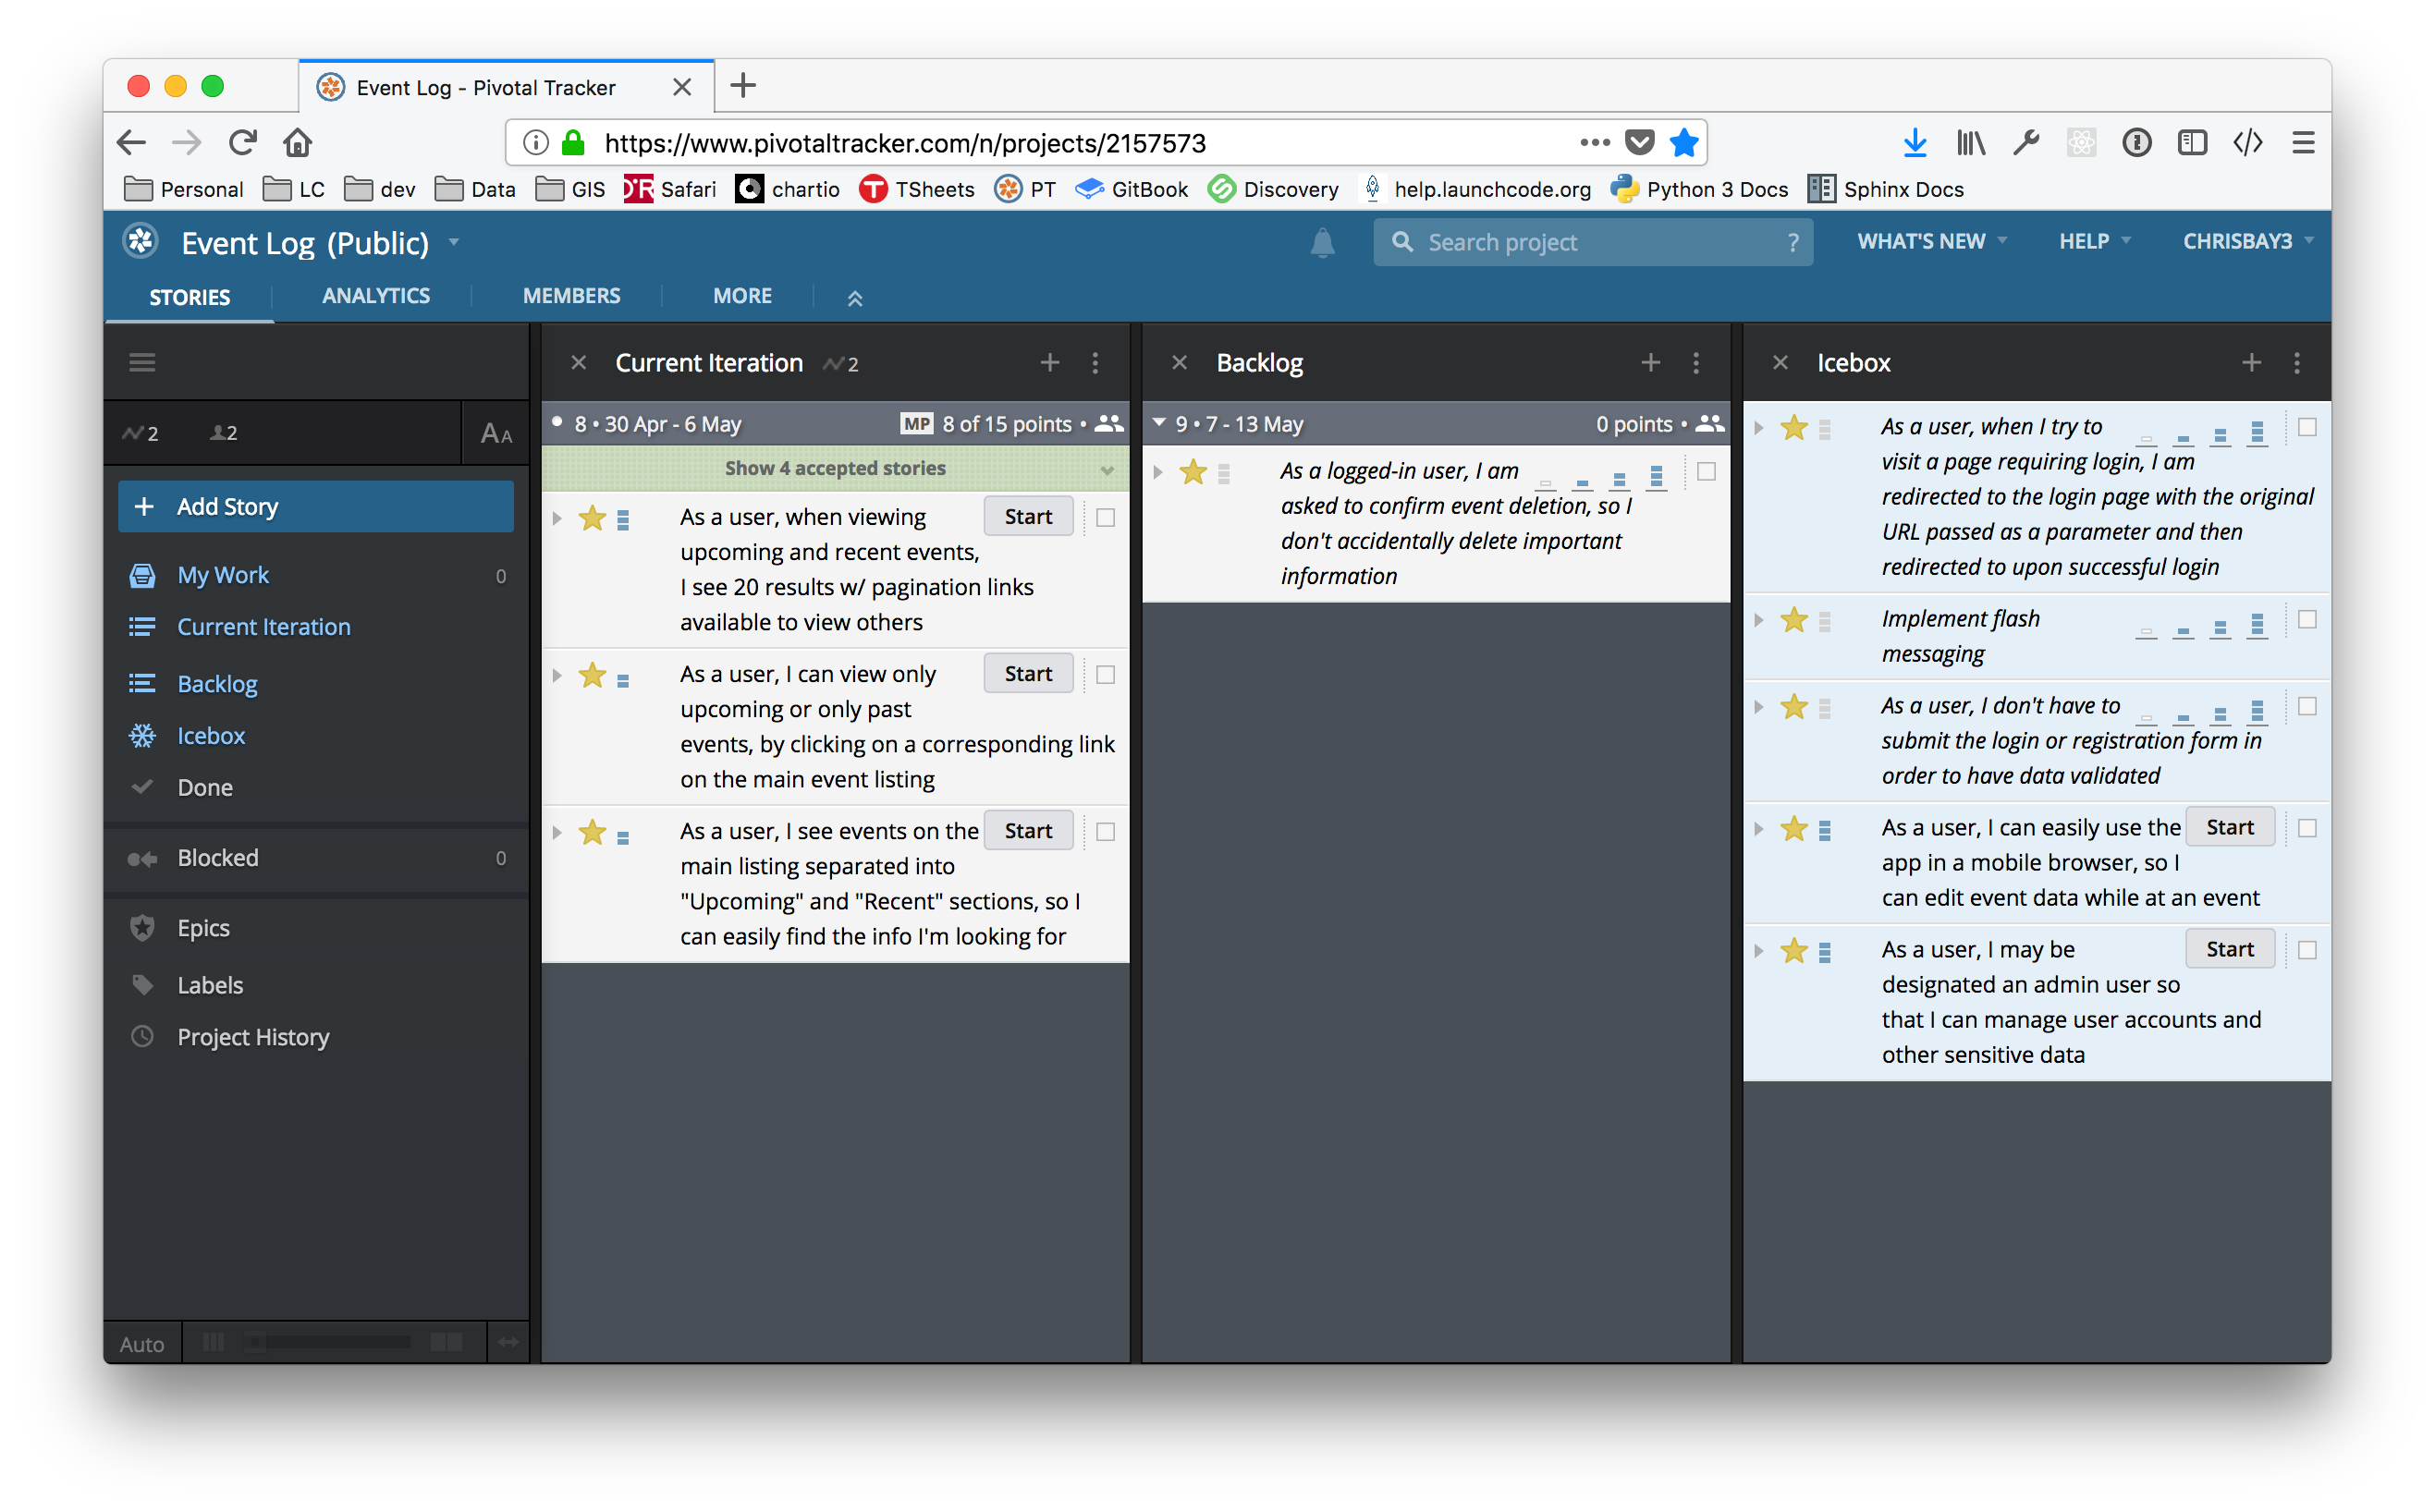 Event Log - Pivotal Tracker
https://www.pivotaltracker.com/n/projects/2157573
Personal LC dev Data GIS Safari chartio TSheets PT GitBook Discovery help.launchcode.org Python 3 Docs Sphinx Docs
Event Log (Public)
Search project ?
WHAT'S NEW HELP CHRISBAY3
STORIES ANALYTICS MEMBERS MORE
2 2 AA
+ Add Story
My Work 0
Current Iteration
Backlog
Icebox
Done
Blocked 0
Epics
Labels
Project History
Auto
Current Iteration 2
8 • 30 Apr - 6 May MP 8 of 15 points •
Show 4 accepted stories
As a user, when viewing Start
upcoming and recent events,
I see 20 results w/ pagination links
available to view others
As a user, I can view only Start
upcoming or only past
events, by clicking on a corresponding link
on the main event listing
As a user, I see events on the Start
main listing separated into
"Upcoming" and "Recent" sections, so I
can easily find the info I'm looking for
Backlog
9 • 7 - 13 May 0 points •
As a logged-in user, I am
asked to confirm event deletion, so I
don't accidentally delete important
information
Icebox
As a user, when I try to
visit a page requiring login, I am
redirected to the login page with the original
URL passed as a parameter and then
redirected to upon successful login
Implement flash
messaging
As a user, I don't have to
submit the login or registration form in
order to have data validated
As a user, I can easily use the Start
app in a mobile browser, so I
can edit event data while at an event
As a user, I may be Start
designated an admin user so
that I can manage user accounts and
other sensitive data